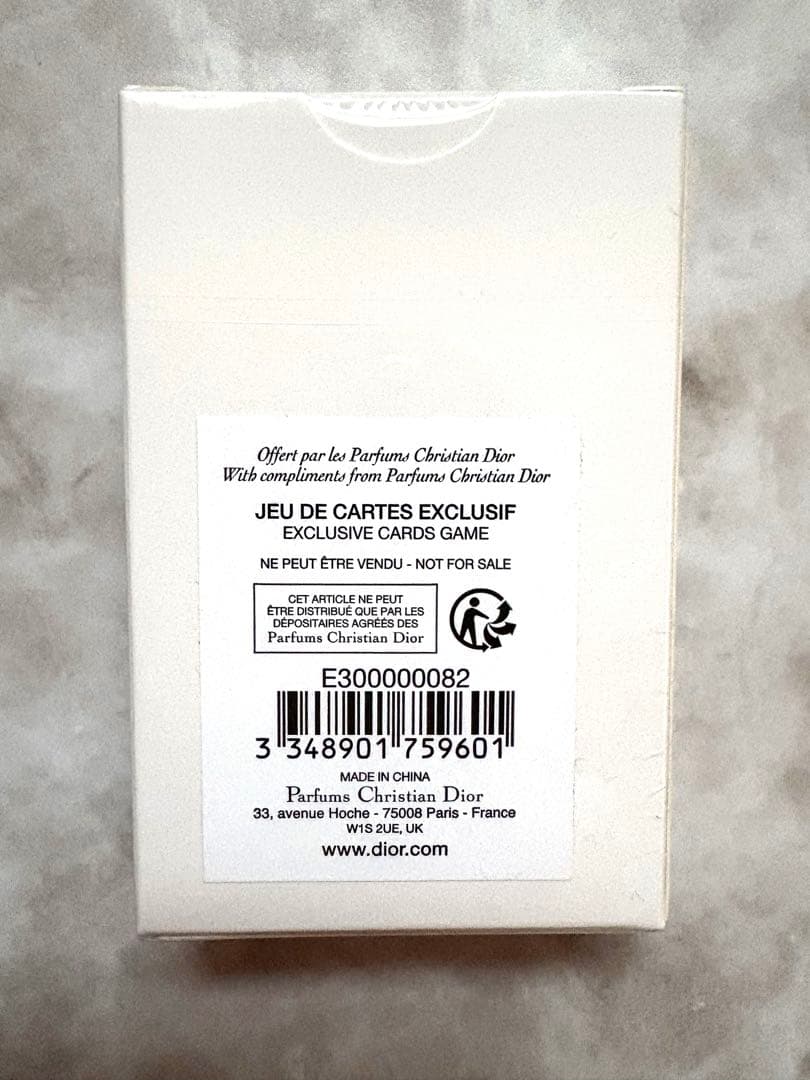 Offert par les Parfums Christian Dior
With compliments from Parfums Christian Dior
JEU DE CARTES EXCLUSIF
EXCLUSIVE CARDS GAME
NE PEUT ÊTRE VENDU - NOT FOR SALE
CET ARTICLE NE PEUT
ÊTRE DISTRIBUÉ QUE PAR LES
DÉPOSITAIRES AGRÉÉS DES
Parfums Christian Dior
E300000082
3 348901 759601
MADE IN CHINA
Parfums Christian Dior
33, avenue Hoche - 75008 Paris - France
W1S 2UE, UK
www.dior.com